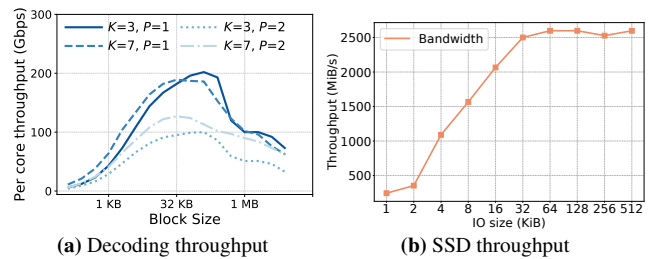 Per core throughput (Gbps)
300
200
100
0
K=3, P=1
K=7, P=1
K=3, P=2
K=7, P=2
1 KB
32 KB
1 MB
Block Size
(a) Decoding throughput
Throughput (MiB/s)
2500
2000
1500
1000
500
Bandwidth
1 2 4 8 16 32 64 128 256 512
IO size (KiB)
(b) SSD throughput